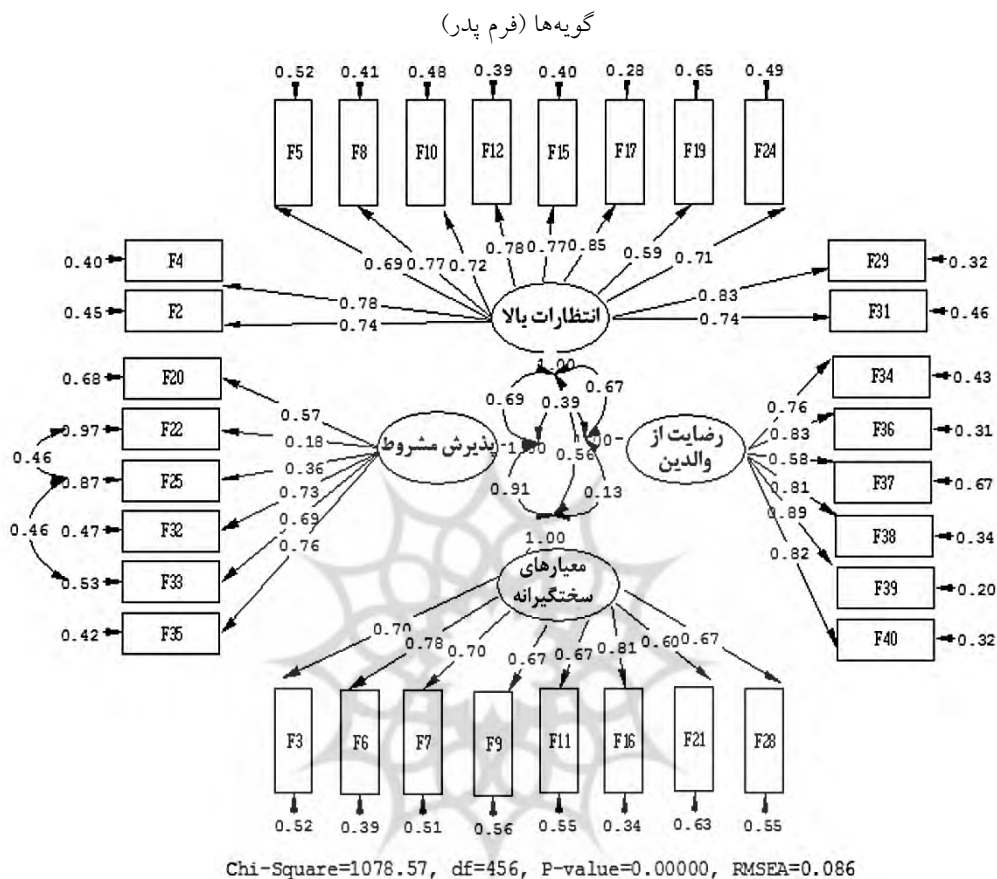 گویه‌ها (فرم پدر)
0.52 0.41 0.48 0.39 0.40 0.28 0.65 0.49
F5 F8 F10 F12 F15 F17 F19 F24
0.69 0.77 0.72 0.78 0.77 0.85 0.59 0.71
0.40 F4 0.78
0.45 F2 0.74
انتظارات بالا
0.83 F29 0.32
0.74 F31 0.46
1.00
0.69 0.39 0.67
0.56
0.91 0.13
1.00
0.68 F20 0.57
0.97 F22 0.18
0.46
0.87 F25 0.36
0.46
0.47 F32 0.73
0.53 F33 0.69
0.42 F35 0.76
پذیرش مشروط
رضایت از
والدین
0.76 F34 0.43
0.83 F36 0.31
0.58 F37 0.67
0.81 F38 0.34
0.89 F39 0.20
0.82 F40 0.32
معیارهای
سختگیرانه
0.70 0.78 0.70 0.67 0.67 0.81 0.60 0.67
F3 F6 F7 F9 F11 F16 F21 F28
0.52 0.39 0.51 0.56 0.55 0.34 0.63 0.55
Chi-Square=1078.57, df=456, P-value=0.00000, RMSEA=0.086